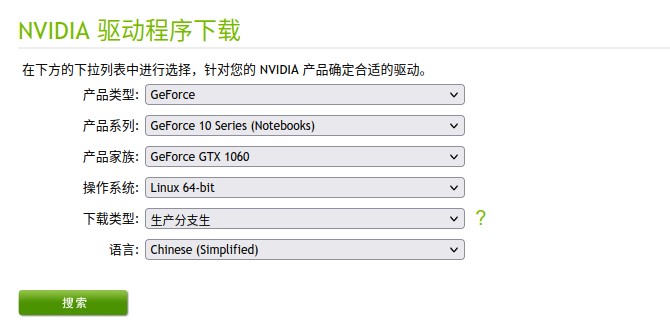 NVIDIA 驱动程序下载
在下方的下拉列表中进行选择，针对您的 NVIDIA 产品确定合适的驱动。
产品类型: GeForce
产品系列: GeForce 10 Series (Notebooks)
产品家族: GeForce GTX 1060
操作系统: Linux 64-bit
下载类型: 生产分支生 ?
语言: Chinese (Simplified)
搜索